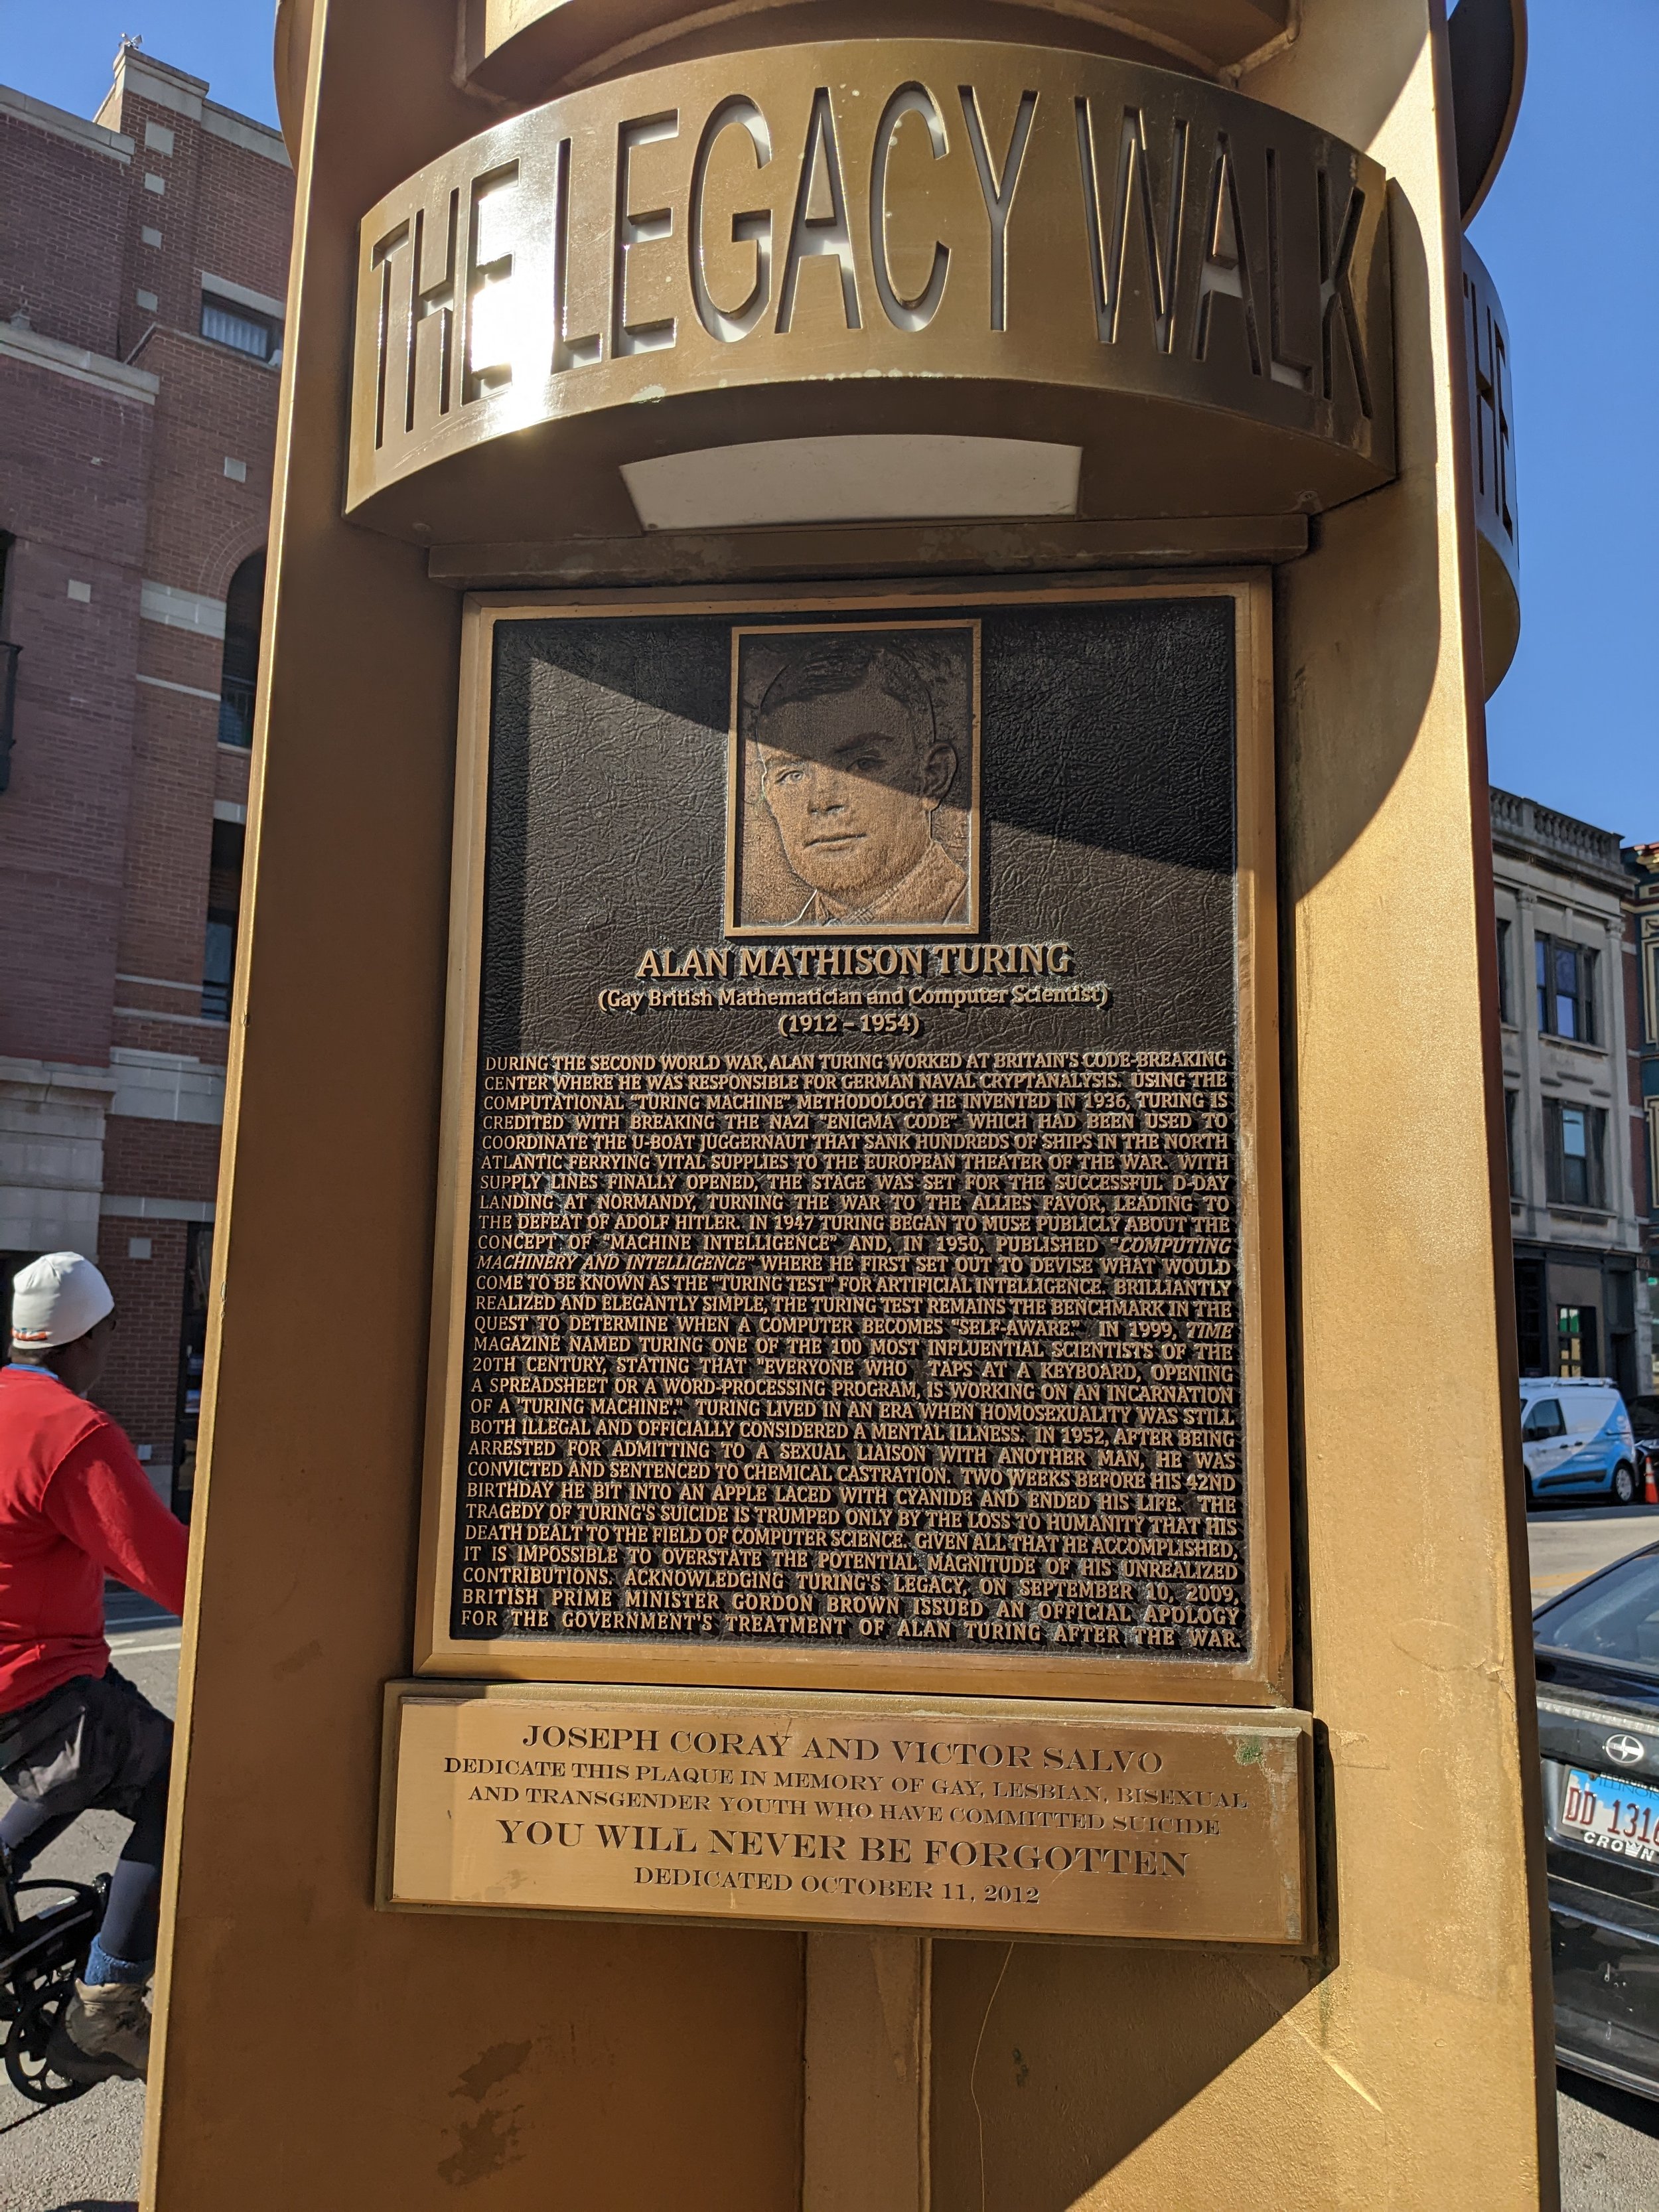 THE LEGACY WALK
THE
ALAN MATHISON TURING
(Gay British Mathematician and Computer Scientist)
(1912 – 1954)
DURING THE SECOND WORLD WAR, ALAN TURING WORKED AT BRITAIN'S CODE-BREAKING
CENTER WHERE HE WAS RESPONSIBLE FOR GERMAN NAVAL CRYPTANALYSIS. USING THE
COMPUTATIONAL "TURING MACHINE" METHODOLOGY HE INVENTED IN 1936, TURING IS
CREDITED WITH BREAKING THE NAZI "ENIGMA CODE" WHICH HAD BEEN USED TO
COORDINATE THE U-BOAT JUGGERNAUT THAT SANK HUNDREDS OF SHIPS IN THE NORTH
ATLANTIC FERRYING VITAL SUPPLIES TO THE EUROPEAN THEATER OF THE WAR. WITH
SUPPLY LINES FINALLY OPENED, THE STAGE WAS SET FOR THE SUCCESSFUL D-DAY
LANDING AT NORMANDY, TURNING THE WAR TO THE ALLIES FAVOR, LEADING TO
THE DEFEAT OF ADOLF HITLER. IN 1947 TURING BEGAN TO MUSE PUBLICLY ABOUT THE
CONCEPT OF "MACHINE INTELLIGENCE" AND, IN 1950, PUBLISHED "COMPUTING
MACHINERY AND INTELLIGENCE" WHERE HE FIRST SET OUT TO DEVISE WHAT WOULD
COME TO BE KNOWN AS THE "TURING TEST" FOR ARTIFICIAL INTELLIGENCE. BRILLIANTLY
REALIZED AND ELEGANTLY SIMPLE, THE TURING TEST REMAINS THE BENCHMARK IN THE
QUEST TO DETERMINE WHEN A COMPUTER BECOMES "SELF-AWARE." IN 1999, TIME
MAGAZINE NAMED TURING ONE OF THE 100 MOST INFLUENTIAL SCIENTISTS OF THE
20TH CENTURY, STATING THAT "EVERYONE WHO TAPS AT A KEYBOARD, OPENING
A SPREADSHEET OR A WORD-PROCESSING PROGRAM, IS WORKING ON AN INCARNATION
OF A 'TURING MACHINE'." TURING LIVED IN AN ERA WHEN HOMOSEXUALITY WAS STILL
BOTH ILLEGAL AND OFFICIALLY CONSIDERED A MENTAL ILLNESS. IN 1952, AFTER BEING
ARRESTED FOR ADMITTING TO A SEXUAL LIAISON WITH ANOTHER MAN, HE WAS
CONVICTED AND SENTENCED TO CHEMICAL CASTRATION. TWO WEEKS BEFORE HIS 42ND
BIRTHDAY HE BIT INTO AN APPLE LACED WITH CYANIDE AND ENDED HIS LIFE. THE
TRAGEDY OF TURING'S SUICIDE IS TRUMPED ONLY BY THE LOSS TO HUMANITY THAT HIS
DEATH DEALT TO THE FIELD OF COMPUTER SCIENCE. GIVEN ALL THAT HE ACCOMPLISHED,
IT IS IMPOSSIBLE TO OVERSTATE THE POTENTIAL MAGNITUDE OF HIS UNREALIZED
CONTRIBUTIONS. ACKNOWLEDGING TURING'S LEGACY, ON SEPTEMBER 10, 2009,
BRITISH PRIME MINISTER GORDON BROWN ISSUED AN OFFICIAL APOLOGY
FOR THE GOVERNMENT'S TREATMENT OF ALAN TURING AFTER THE WAR.
JOSEPH CORAY AND VICTOR SALVO
DEDICATE THIS PLAQUE IN MEMORY OF GAY, LESBIAN, BISEXUAL
AND TRANSGENDER YOUTH WHO HAVE COMMITTED SUICIDE
YOU WILL NEVER BE FORGOTTEN
DEDICATED OCTOBER 11, 2012
DD 131
CROWN